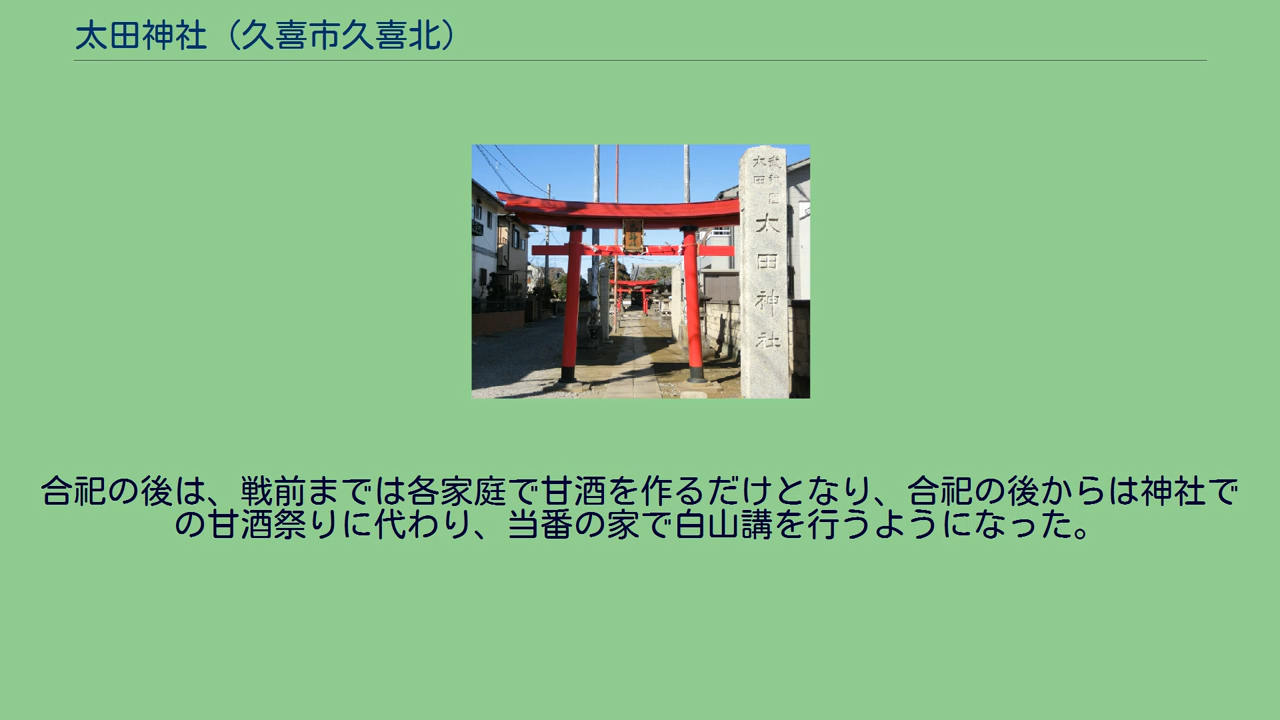 太田神社（久喜市久喜北）
太田神社
合祀の後は、戦前までは各家庭で甘酒を作るだけとなり、合祀の後からは神社で
の甘酒祭りに代わり、当番の家で白山講を行うようになった。